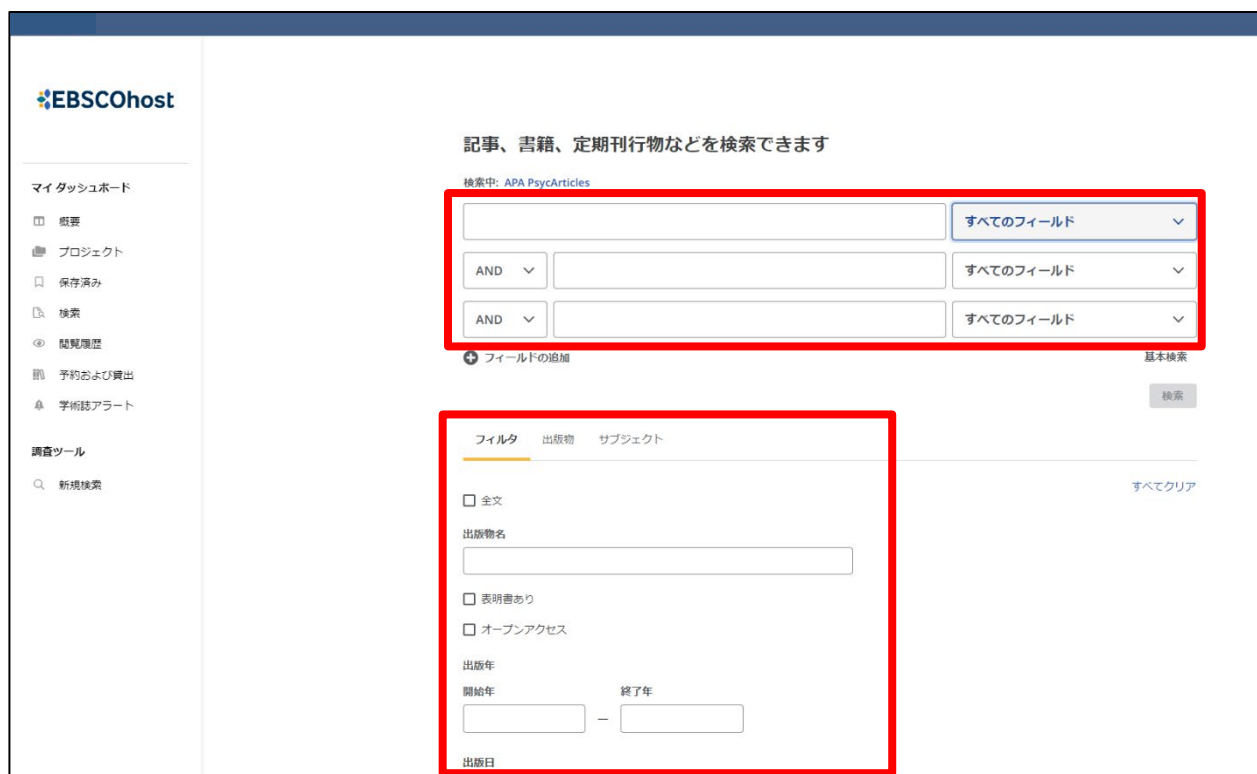 EBSCOhost
マイ ダッシュボード
概要
プロジェクト
保存済み
検索
閲覧履歴
予約および貸出
学術誌アラート
調査ツール
新規検索
記事、書籍、定期刊行物などを検索できます
検索中: APA PsycArticles
すべてのフィールド
AND すべてのフィールド
AND すべてのフィールド
フィールドの追加 基本検索
検索
フィルタ 出版物 サブジェクト
すべてクリア
全文
出版物名
表明書あり
オープンアクセス
出版年
開始年 終了年
–
出版日